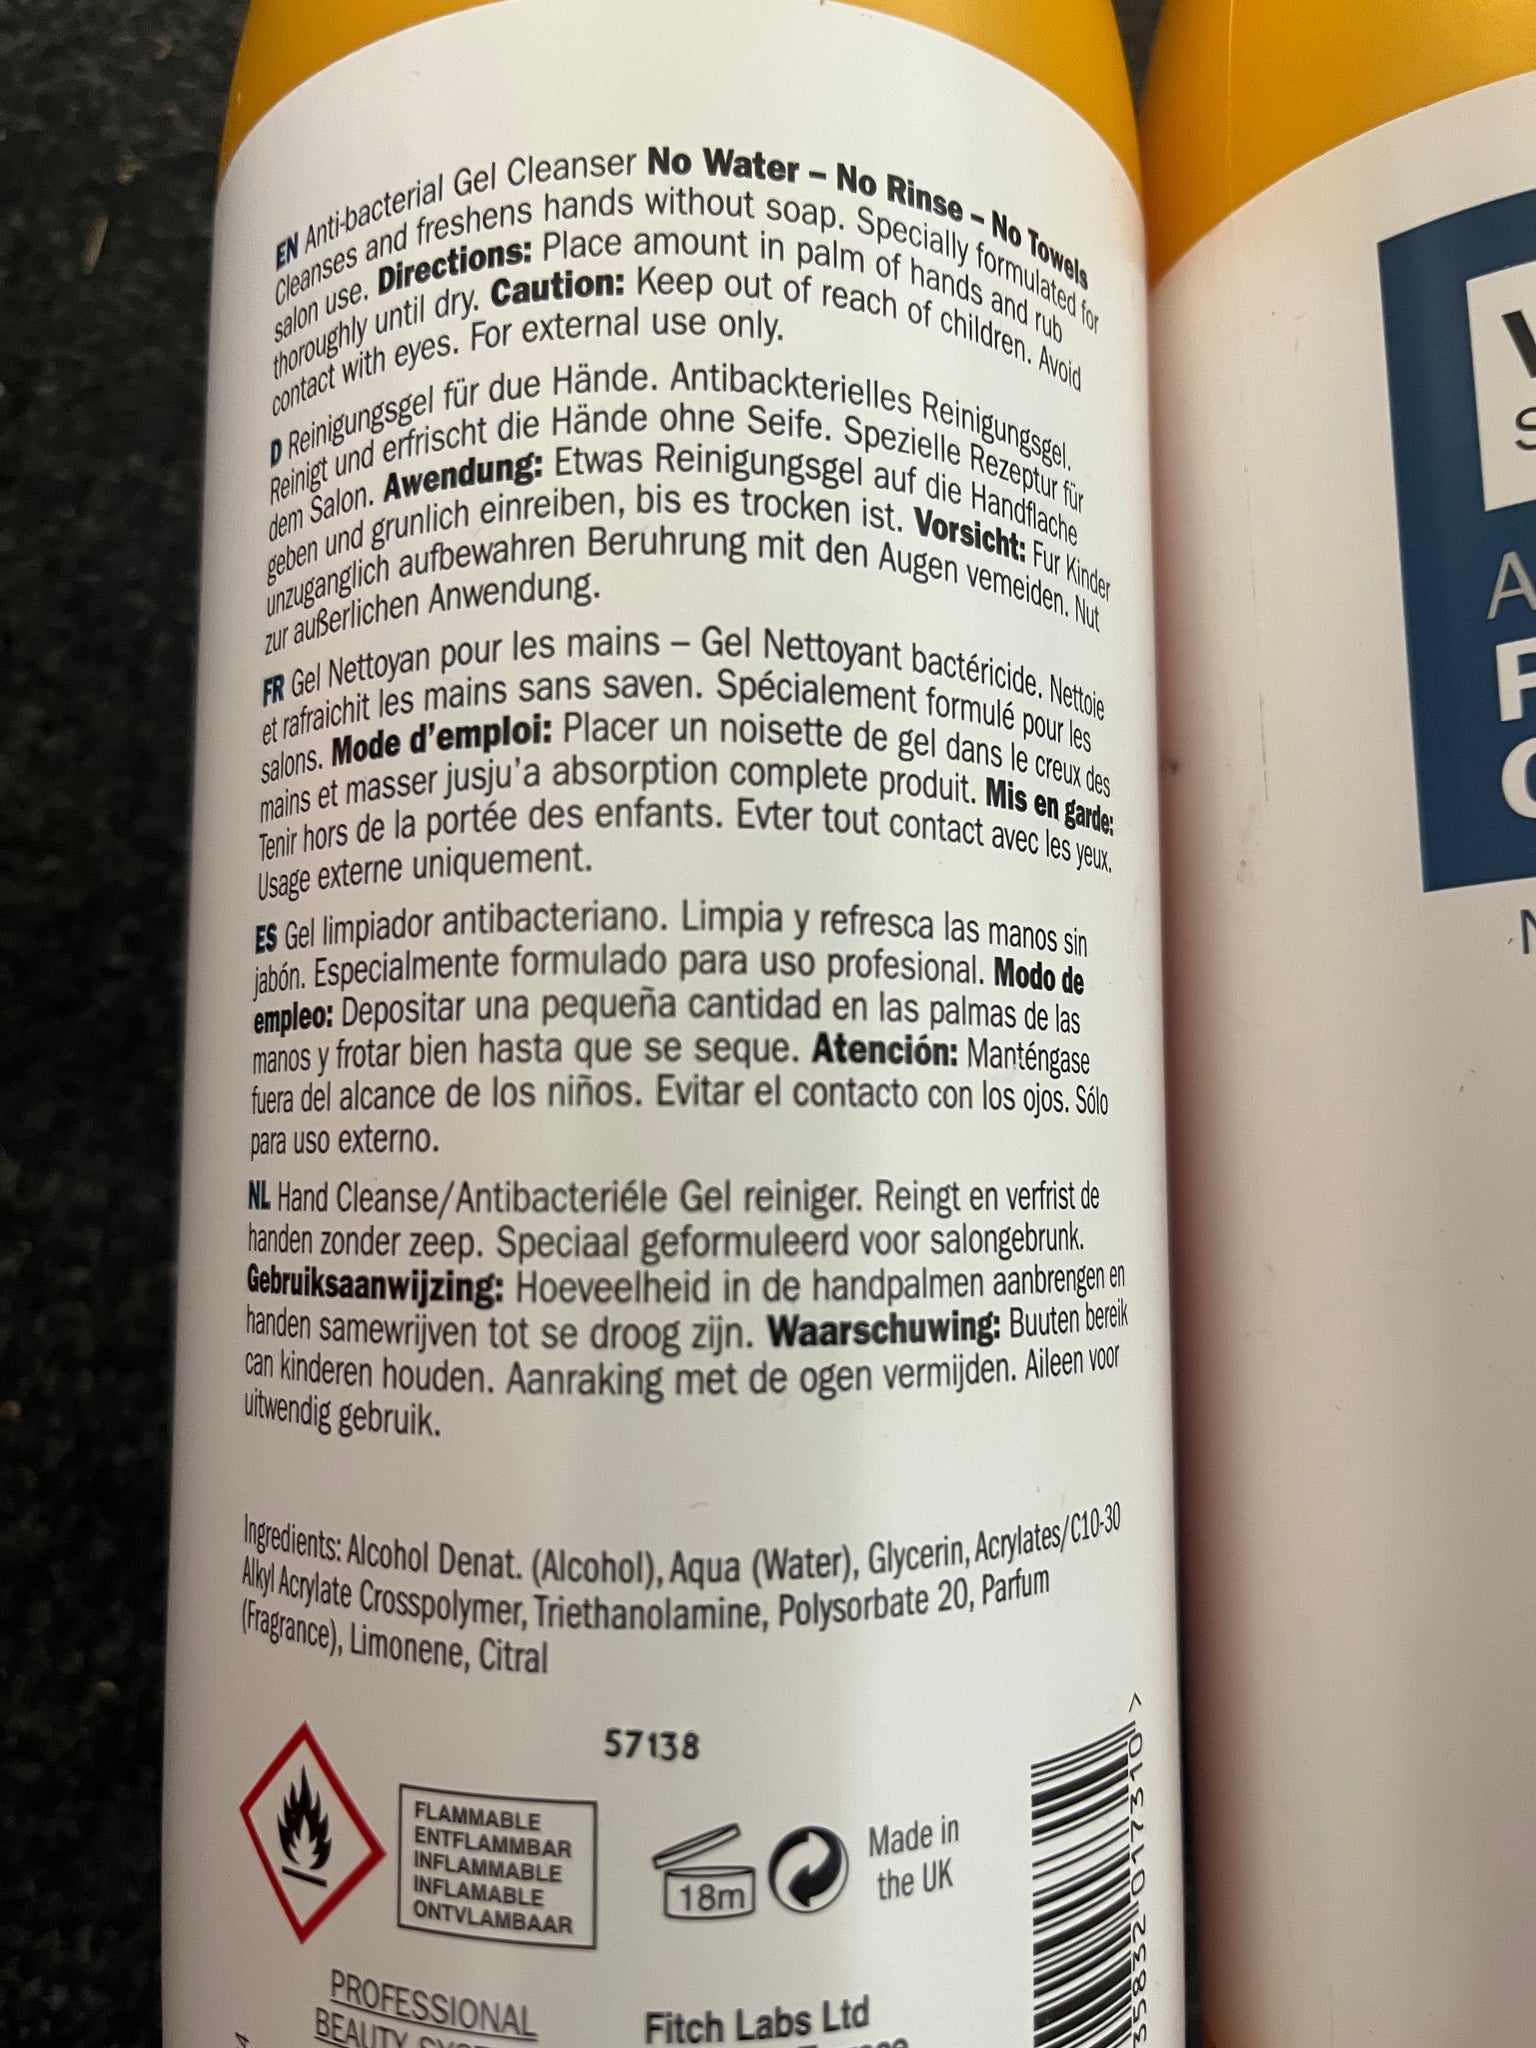 EN Anti-bacterial Gel Cleanser No Water – No Rinse – No Towels
Cleanses and freshens hands without soap. Specially formulated for
salon use. Directions: Place amount in palm of hands and rub
thoroughly until dry. Caution: Keep out of reach of children. Avoid
contact with eyes. For external use only.
D Reinigungsgel für due Hände. Antibackterielles Reinigungsgel.
Reinigt und erfrischt die Hände ohne Seife. Spezielle Rezeptur für
dem Salon. Awendung: Etwas Reinigungsgel auf die Handflache
geben und grunlich einreiben, bis es trocken ist. Vorsicht: Fur Kinder
unzuganglich aufbewahren Beruhrung mit den Augen vemeiden. Nut
zur außerlichen Anwendung.
FR Gel Nettoyan pour les mains – Gel Nettoyant bactéricide. Nettoie
et rafraichit les mains sans saven. Spécialement formulé pour les
salons. Mode d’emploi: Placer un noisette de gel dans le creux des
mains et masser jusju’a absorption complete produit. Mis en garde:
Tenir hors de la portée des enfants. Evter tout contact avec les yeux.
Usage externe uniquement.
ES Gel limpiador antibacteriano. Limpia y refresca las manos sin
jabón. Especialmente formulado para uso profesional. Modo de
empleo: Depositar una pequeña cantidad en las palmas de las
manos y frotar bien hasta que se seque. Atención: Manténgase
fuera del alcance de los niños. Evitar el contacto con los ojos. Sólo
para uso externo.
NL Hand Cleanse/Antibacteriéle Gel reiniger. Reingt en verfrist de
handen zonder zeep. Speciaal geformuleerd voor salongebrunk.
Gebruiksaanwijzing: Hoeveelheid in de handpalmen aanbrengen en
handen samewrijven tot se droog zijn. Waarschuwing: Buuten bereik
can kinderen houden. Aanraking met de ogen vermijden. Aileen voor
uitwendig gebruik.
Ingredients: Alcohol Denat. (Alcohol), Aqua (Water), Glycerin, Acrylates/C10-30
Alkyl Acrylate Crosspolymer, Triethanolamine, Polysorbate 20, Parfum
(Fragrance), Limonene, Citral
57138
FLAMMABLE
ENTFLAMMBAR
INFLAMMABLE
INFLAMABLE
ONTVLAMBAAR
18m
Made in
the UK
PROFESSIONAL
BEAUTY
Fitch Labs Ltd
35832 017310 >